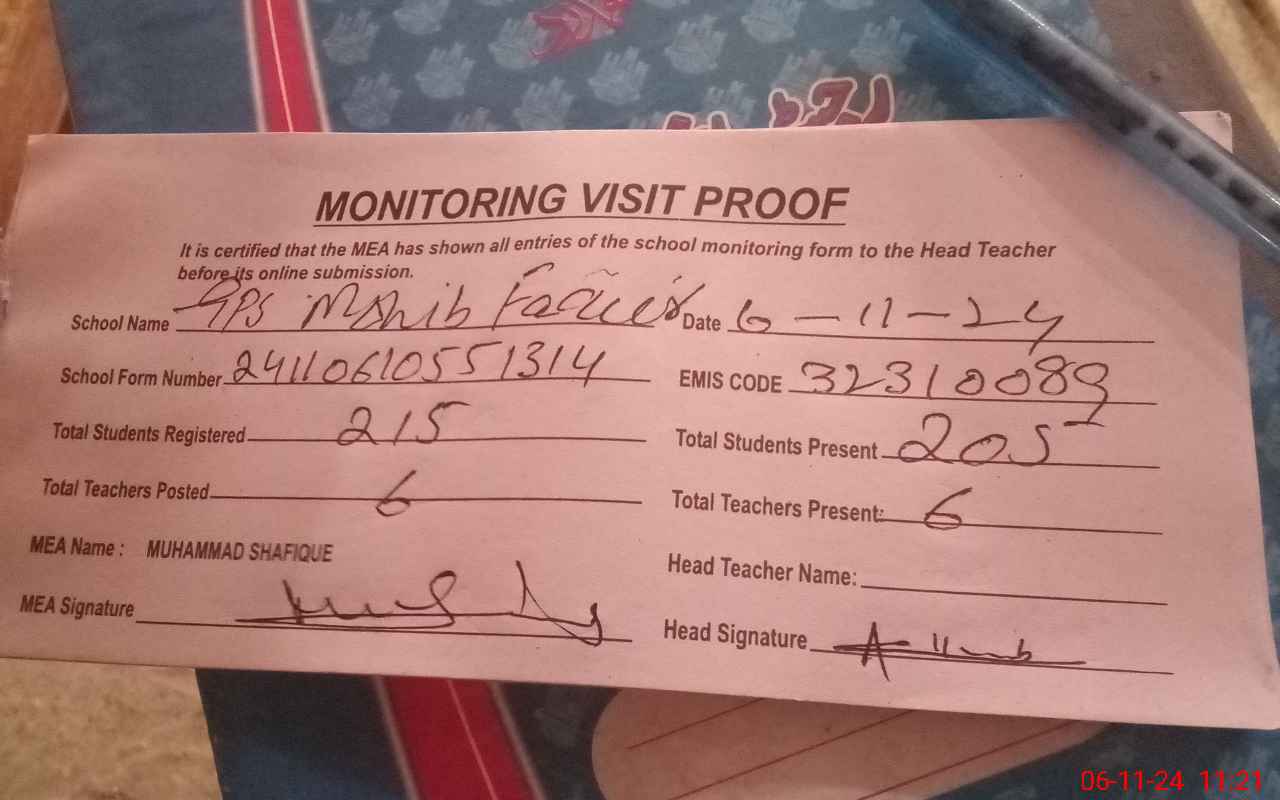 MONITORING VISIT PROOF
It is certified that the MEA has shown all entries of the school monitoring form to the Head Teacher
before its online submission.
School Name GPS Mohib Faqeer Date 6-11-24
School Form Number 24110610551314 EMIS CODE 32310089
Total Students Registered 215 Total Students Present 205
Total Teachers Posted 6 Total Teachers Present: 6
MEA Name : MUHAMMAD SHAFIQUE Head Teacher Name:
MEA Signature Head Signature
06-11-24 11:21